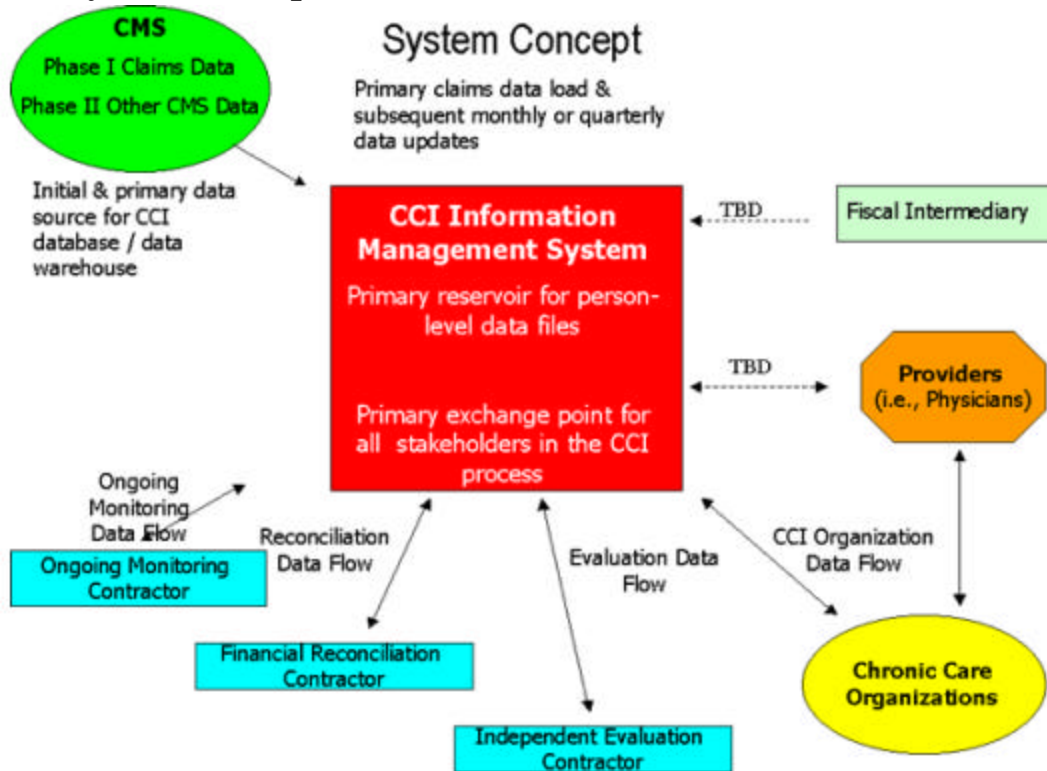 CMS
Phase I Claims Data
Phase II Other CMS Data
System Concept
Primary claims data load &
subsequent monthly or quarterly
data updates
Initial & primary data
source for CCI
database / data
warehouse
CCI Information
Management System
Primary reservoir for person-
level data files
Primary exchange point for
all stakeholders in the CCI
process
TBD
Fiscal Intermediary
TBD
Providers
(i.e., Physicians)
Ongoing
Monitoring
Data Flow
Ongoing Monitoring
Contractor
Reconciliation
Data Flow
Financial Reconciliation
Contractor
Evaluation Data
Flow
Independent Evaluation
Contractor
CCI Organization
Data Flow
Chronic Care
Organizations